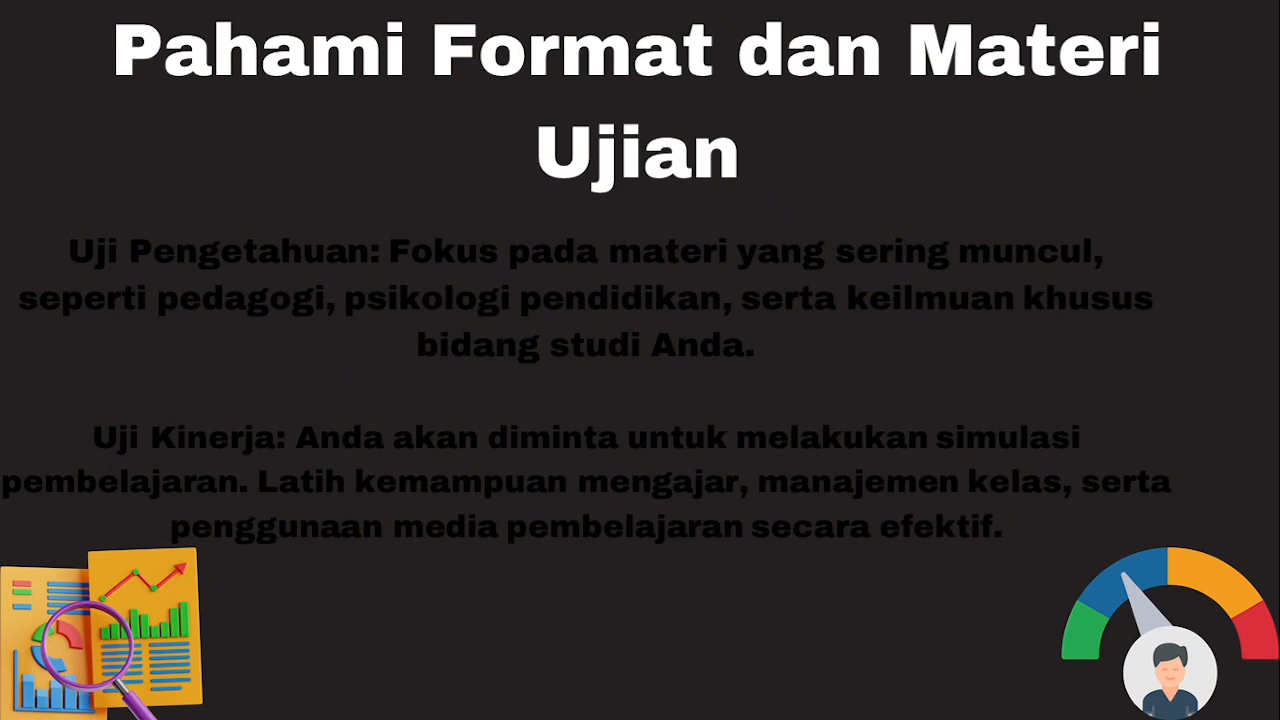 Pahami Format dan Materi
Ujian
Uji Pengetahuan: Fokus pada materi yang sering muncul,
seperti pedagogi, psikologi pendidikan, serta keilmuan khusus
bidang studi Anda.
Uji Kinerja: Anda akan diminta untuk melakukan simulasi
pembelajaran. Latih kemampuan mengajar, manajemen kelas, serta
penggunaan media pembelajaran secara efektif.